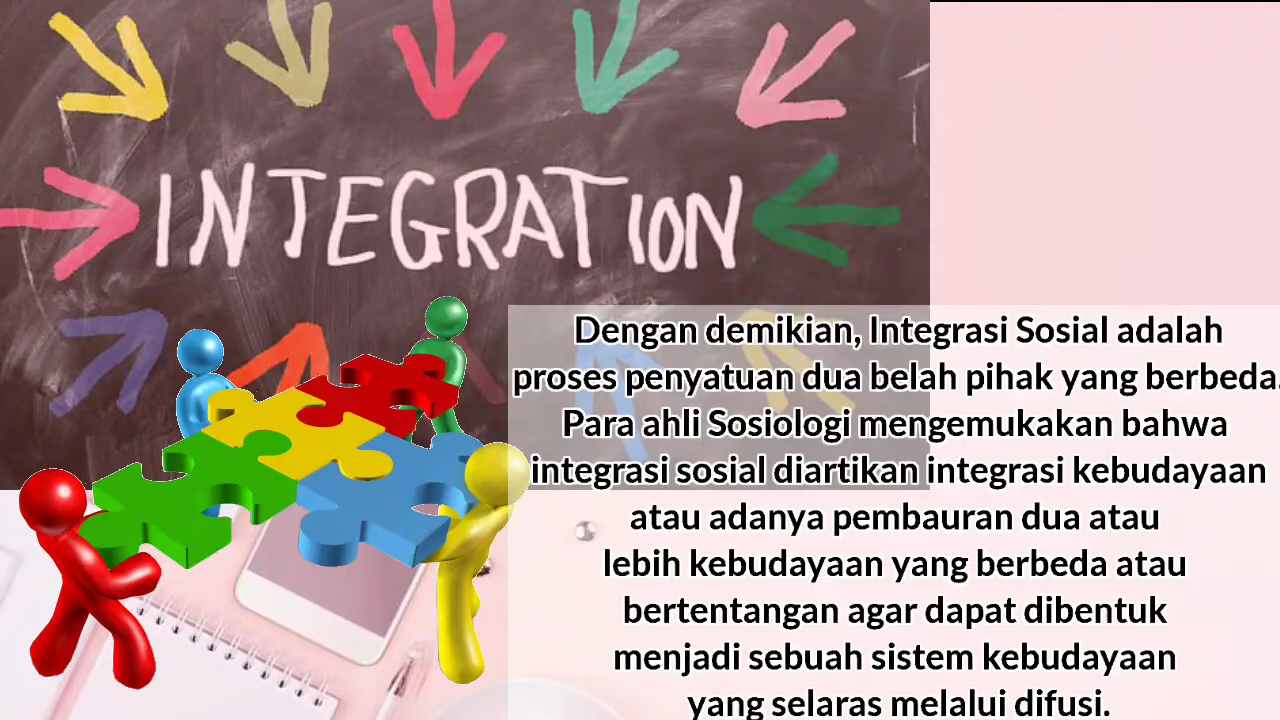 INTEGRATION
Dengan demikian, Integrasi Sosial adalah
proses penyatuan dua belah pihak yang berbeda.
Para ahli Sosiologi mengemukakan bahwa
integrasi sosial diartikan integrasi kebudayaan
atau adanya pembauran dua atau
lebih kebudayaan yang berbeda atau
bertentangan agar dapat dibentuk
menjadi sebuah sistem kebudayaan
yang selaras melalui difusi.